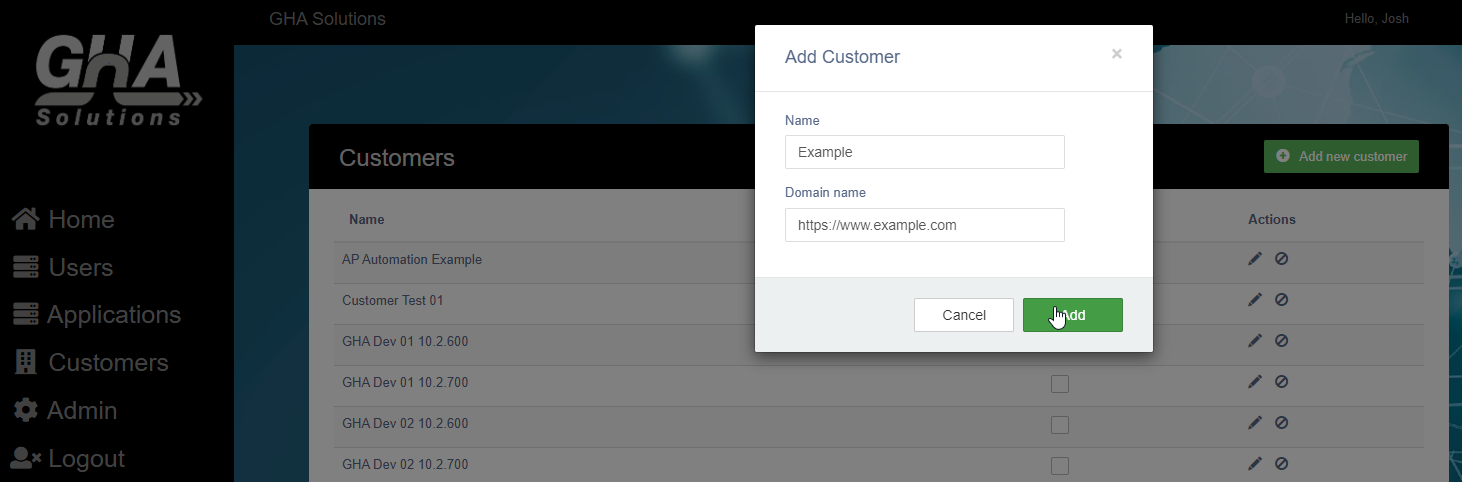 GHA
Solutions
GHA Solutions
Hello, Josh
Home
Users
Applications
Customers
Admin
Logout
Customers
Add new customer
Name
Actions
AP Automation Example
Customer Test 01
GHA Dev 01 10.2.600
GHA Dev 01 10.2.700
GHA Dev 02 10.2.600
GHA Dev 02 10.2.700
Add Customer
×
Name
Example
Domain name
https://www.example.com
Cancel
Add